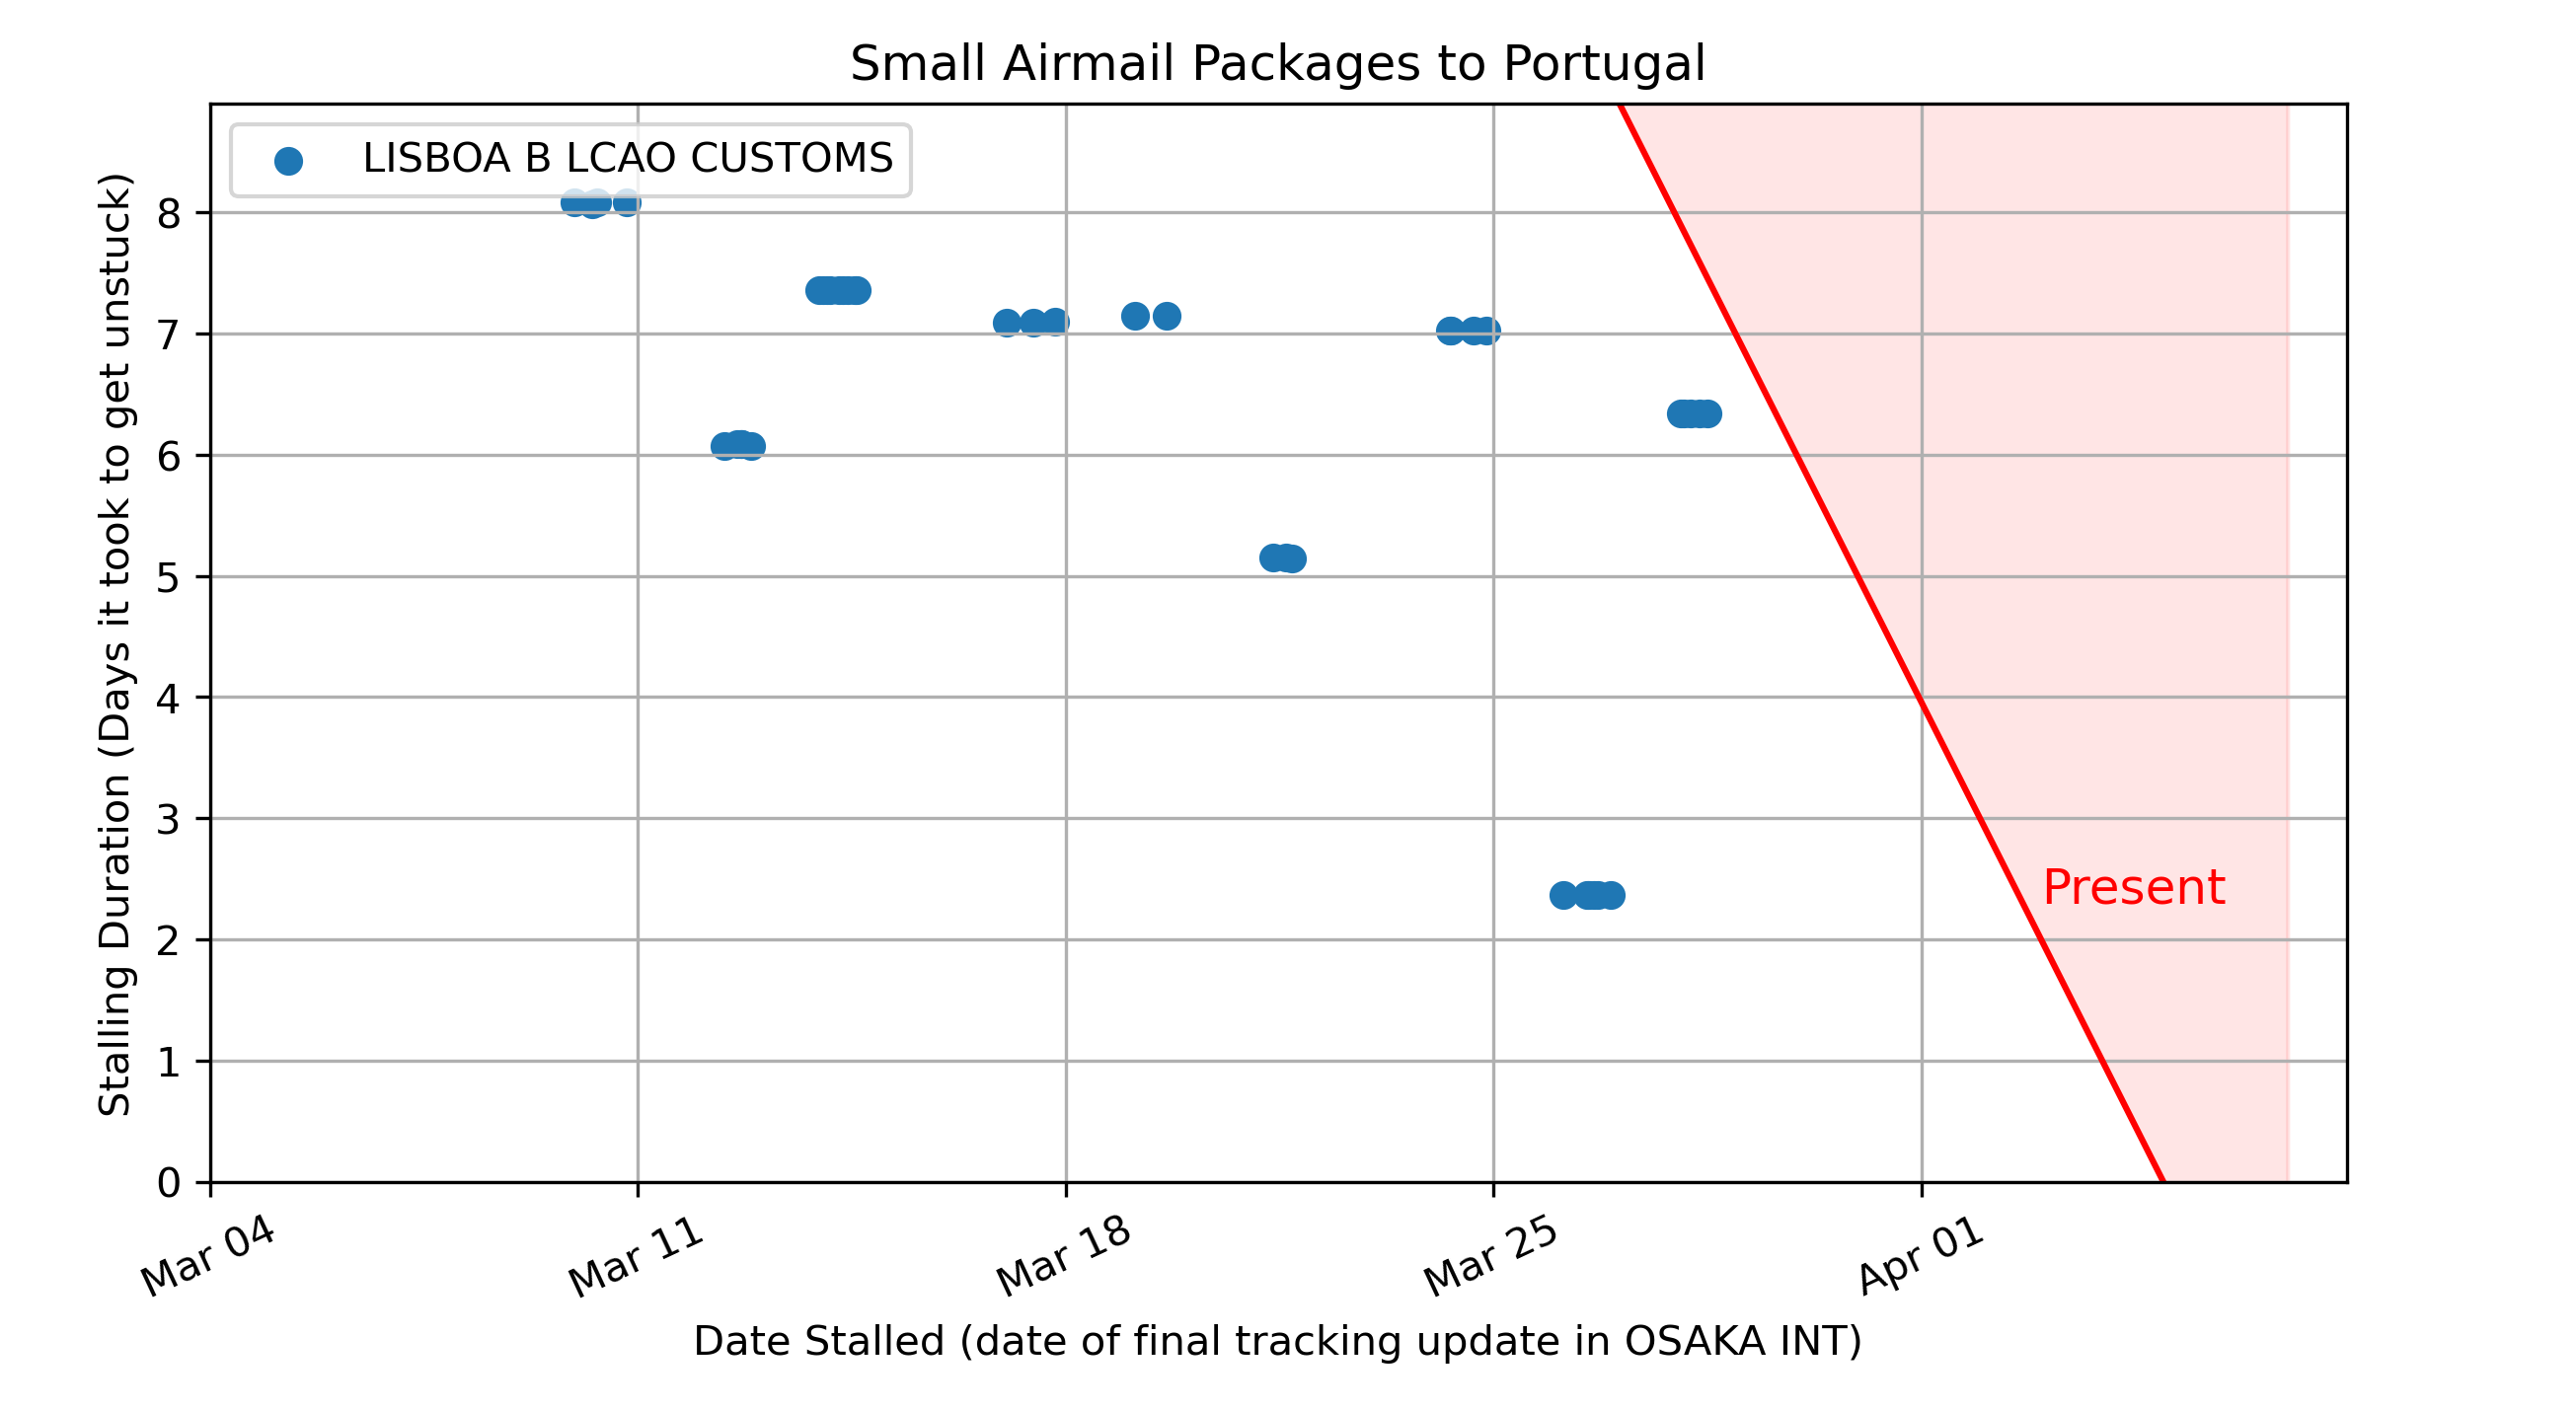 Small Airmail Packages to Portugal
LISBOA B LCAO CUSTOMS
Stalling Duration (Days it took to get unstuck)
8
7
6
5
4
3
2
1
0
Present
Mar 04
Mar 11
Mar 18
Mar 25
Apr 01
Date Stalled (date of final tracking update in OSAKA INT)